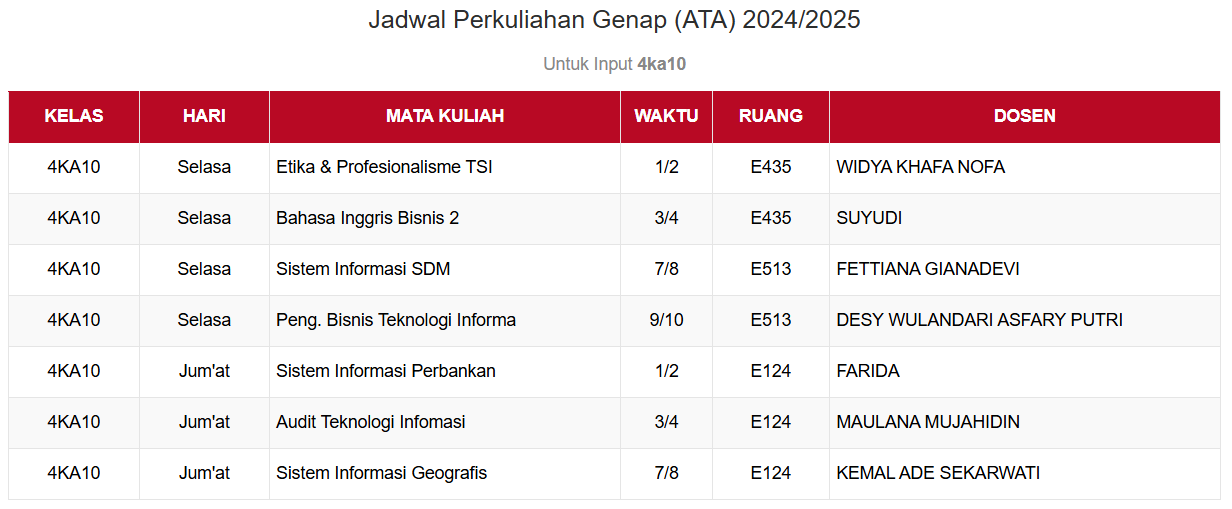 Jadwal Perkuliahan Genap (ATA) 2024/2025
Untuk Input 4ka10
KELAS HARI MATA KULIAH WAKTU RUANG DOSEN
4KA10 Selasa Etika & Profesionalisme TSI 1/2 E435 WIDYA KHAFA NOFA
4KA10 Selasa Bahasa Inggris Bisnis 2 3/4 E435 SUYUDI
4KA10 Selasa Sistem Informasi SDM 7/8 E513 FETTIANA GIANADEVI
4KA10 Selasa Peng. Bisnis Teknologi Informa 9/10 E513 DESY WULANDARI ASFARY PUTRI
4KA10 Jum'at Sistem Informasi Perbankan 1/2 E124 FARIDA
4KA10 Jum'at Audit Teknologi Infomasi 3/4 E124 MAULANA MUJAHIDIN
4KA10 Jum'at Sistem Informasi Geografis 7/8 E124 KEMAL ADE SEKARWATI